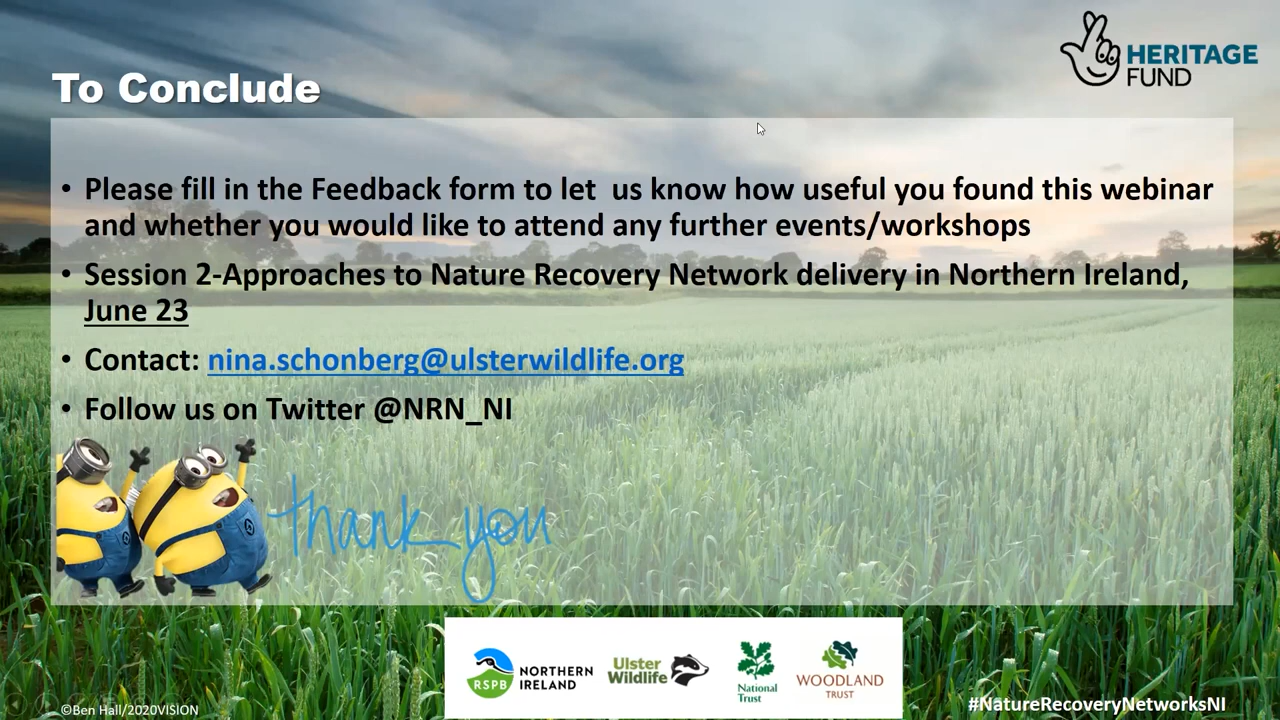 HERITAGE
FUND
To Conclude
• Please fill in the Feedback form to let  us know how useful you found this webinar
and whether you would like to attend any further events/workshops
• Session 2-Approaches to Nature Recovery Network delivery in Northern Ireland,
June 23
• Contact: nina.schonberg@ulsterwildlife.org
• Follow us on Twitter @NRN_NI
thank you
RSPB
NORTHERN
IRELAND
Ulster
Wildlife
National
Trust
WOODLAND
TRUST
©Ben Hall/2020VISION
#NatureRecoveryNetworksNI